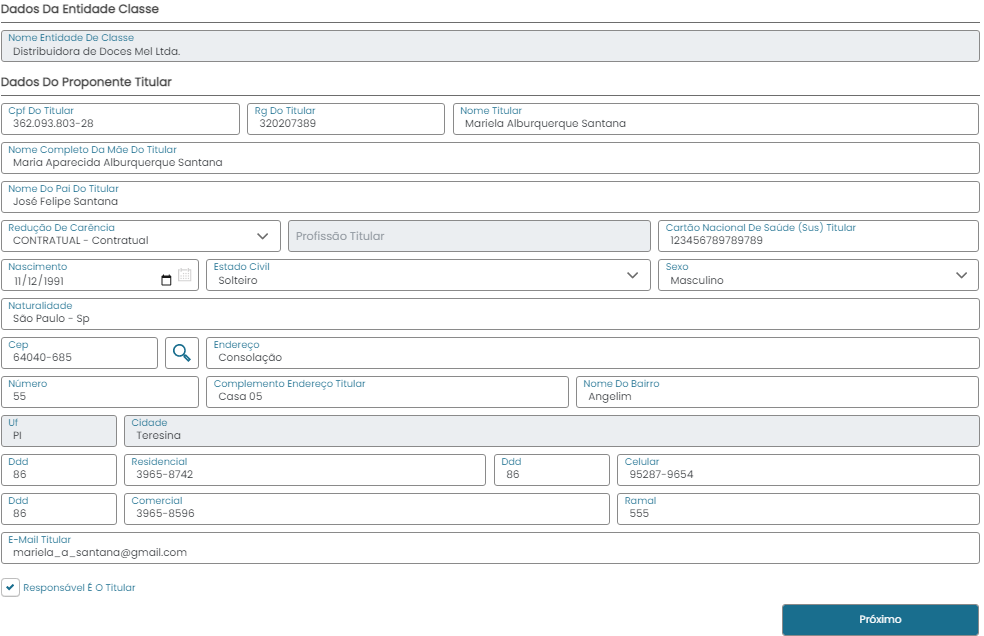 Dados Da Entidade Classe
Nome Entidade De Classe
Distribuidora de Doces Mel Ltda.
Dados Do Proponente Titular
Cpf Do Titular
362.093.803-28
Rg Do Titular
320207389
Nome Titular
Mariela Alburquerque Santana
Nome Completo Da Mãe Do Titular
Maria Aparecida Alburquerque Santana
Nome Do Pai Do Titular
José Felipe Santana
Redução De Carência
CONTRATUAL - Contratual
Profissão Titular
Cartão Nacional De Saúde (Sus) Titular
123456789789789
Nascimento
11/12/1991
Estado Civil
Solteiro
Sexo
Masculino
Naturalidade
São Paulo - Sp
Cep
64040-685
Endereço
Consolação
Número
55
Complemento Endereço Titular
Casa 05
Nome Do Bairro
Angelim
Uf
PI
Cidade
Teresina
Ddd
86
Residencial
3965-8742
Ddd
86
Celular
95287-9654
Ddd
86
Comercial
3965-8596
Ramal
555
E-Mail Titular
mariela_a_santana@gmail.com
Responsável É O Titular
Próximo